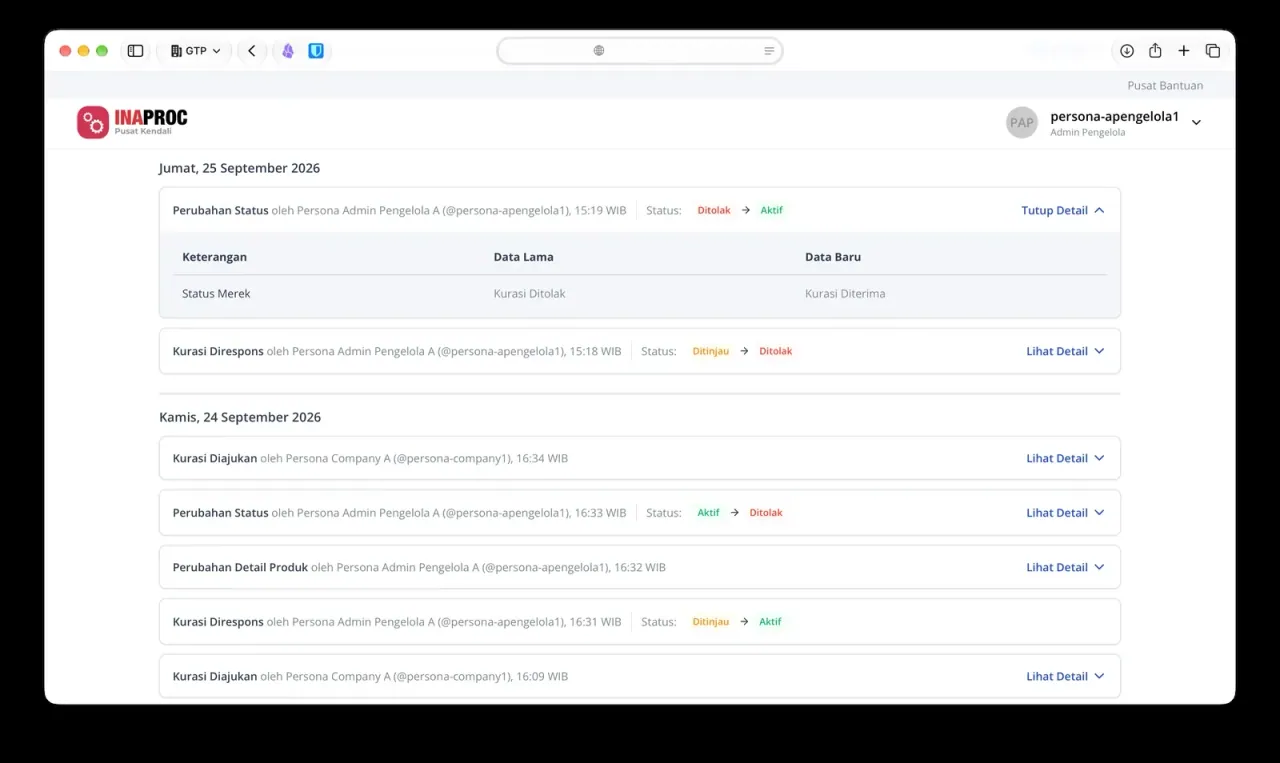 GTP
Pusat Bantuan
INAPROC
Pusat Kendali
PAP
persona-apengelola1
Admin Pengelola
Jumat, 25 September 2026
Perubahan Status oleh Persona Admin Pengelola A (@persona-apengelola1), 15:19 WIB Status: Ditolak → Aktif Tutup Detail
Keterangan Data Lama Data Baru
Status Merek Kurasi Ditolak Kurasi Diterima
Kurasi Direspons oleh Persona Admin Pengelola A (@persona-apengelola1), 15:18 WIB Status: Ditinjau → Ditolak Lihat Detail
Kamis, 24 September 2026
Kurasi Diajukan oleh Persona Company A (@persona-company1), 16:34 WIB Lihat Detail
Perubahan Status oleh Persona Admin Pengelola A (@persona-apengelola1), 16:33 WIB Status: Aktif → Ditolak Lihat Detail
Perubahan Detail Produk oleh Persona Admin Pengelola A (@persona-apengelola1), 16:32 WIB Lihat Detail
Kurasi Direspons oleh Persona Admin Pengelola A (@persona-apengelola1), 16:31 WIB Status: Ditinjau → Aktif
Kurasi Diajukan oleh Persona Company A (@persona-company1), 16:09 WIB Lihat Detail